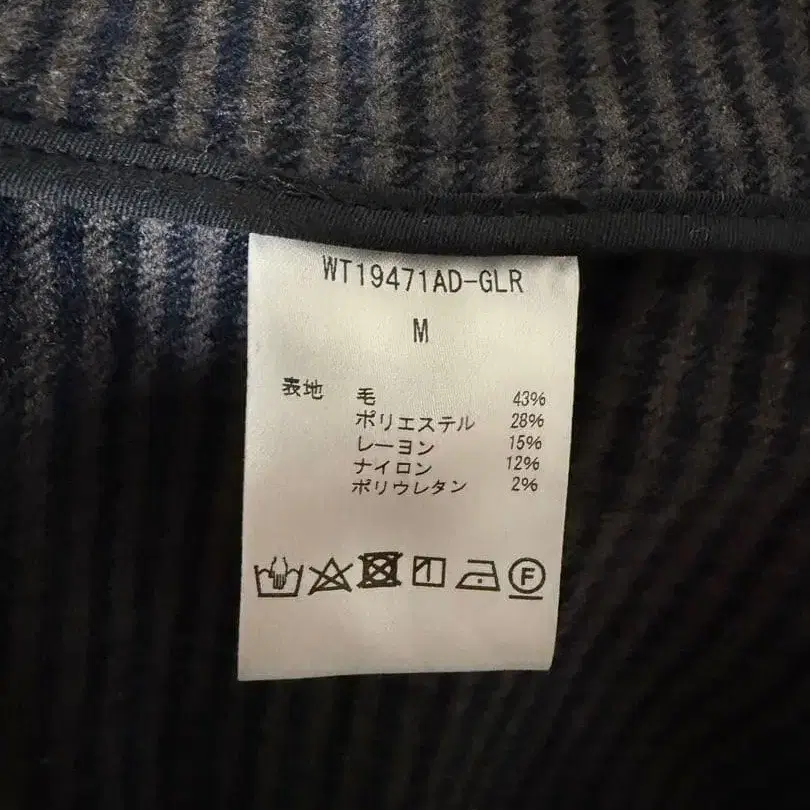 WT19471AD-GLR
M
表地 毛 43%
ポリエステル 28%
レーヨン 15%
ナイロン 12%
ポリウレタン 2%
F